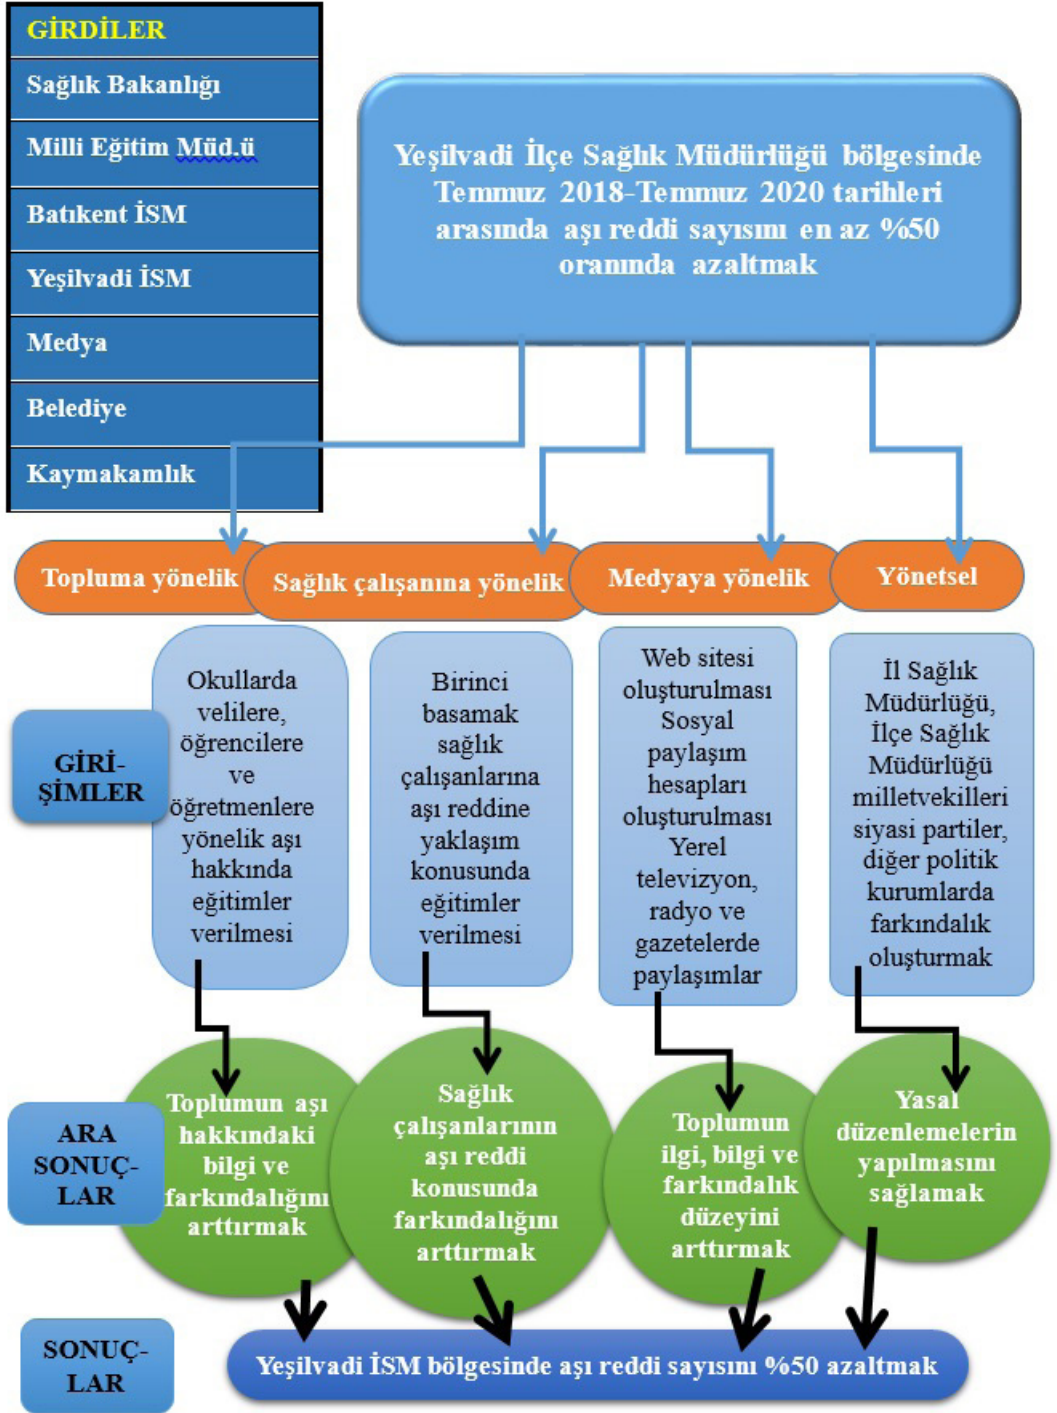 GİRDİLER
Sağlık Bakanlığı
Milli Eğitim Müd.ü
Batıkent İSM
Yeşilvadi İSM
Medya
Belediye
Kaymakamlık
Yeşilvadi İlçe Sağlık Müdürlüğü bölgesinde
Temmuz 2018-Temmuz 2020 tarihleri
arasında aşı reddi sayısını en az %50
oranında azaltmak
Topluma yönelik
Sağlık çalışanına yönelik
Medyaya yönelik
Yönetsel
GİRİ-
ŞİMLER
Okullarda
velilere,
öğrencilere
ve
öğretmenlere
yönelik aşı
hakkında
eğitimler
verilmesi
Birinci
basamak
sağlık
çalışanlarına
aşı reddine
yaklaşım
konusunda
eğitimler
verilmesi
Web sitesi
oluşturulması
Sosyal
paylaşım
hesapları
oluşturulması
Yerel
televizyon,
radyo ve
gazetelerde
paylaşımlar
İl Sağlık
Müdürlüğü,
İlçe Sağlık
Müdürlüğü
milletvekilleri
siyasi partiler,
diğer politik
kurumlarda
farkındalık
oluşturmak
ARA
SONUÇ-
LAR
Toplumun aşı
hakkındaki
bilgi ve
farkındalığını
arttırmak
Sağlık
çalışanlarının
aşı reddi
konusunda
farkındalığını
arttırmak
Toplumun
ilgi, bilgi ve
farkındalık
düzeyini
arttırmak
Yasal
düzenlemelerin
yapılmasını
sağlamak
SONUÇ-
LAR
Yeşilvadi İSM bölgesinde aşı reddi sayısını %50 azaltmak